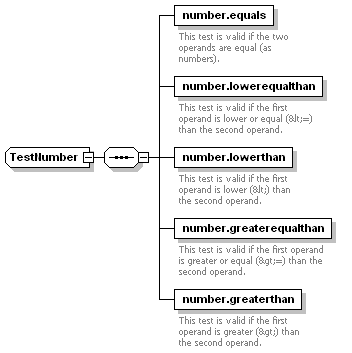 number.equals
This test is valid if the two
operands are equal (as
numbers).
number.lowerequalthan
This test is valid if the first
operand is lower or equal (&lt;=)
than the second operand.
TestNumber
number.lowerthan
This test is valid if the first
operand is lower (&lt;) than
the second operand.
number.greaterequalthan
This test is valid if the first operand
is greater or equal (&gt;=) than the
second operand.
number.greaterthan
This test is valid if the first
operand is greater (&gt;) than
the second operand.